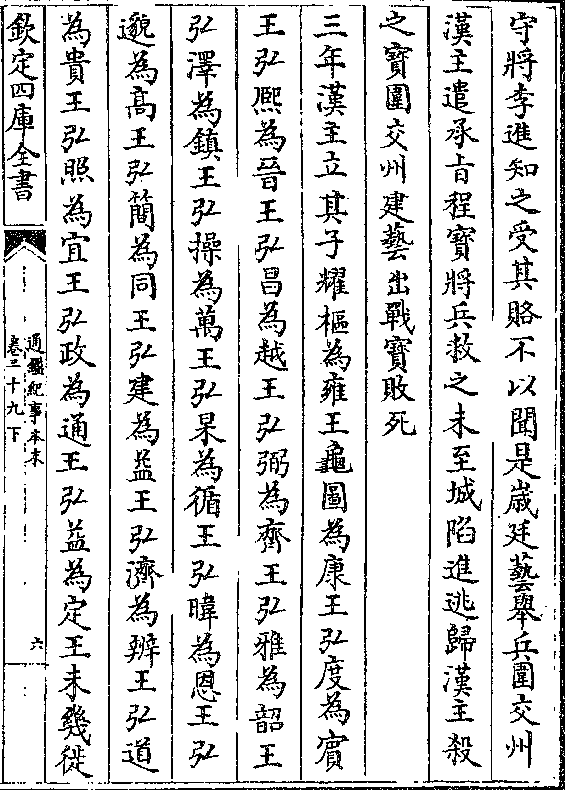 守將李進知之受其賂不以聞是嵗廷藝舉兵圍交州
漢主遣承旨程寶將兵救之未至城陷進逃歸漢主殺
之寶圍交州建藝出戰寶敗死
三年漢主立其子耀樞為雍王龜圖為康王弘度為賔
王弘熈為晉王弘昌為越王弘弼為齊王弘雅為韶王
弘澤為鎮王弘操為萬王弘杲為循王弘暐為恩王弘
邈為高王弘簡為同王弘建為益王弘濟為辨王弘道
為貴王弘照為宜王弘政為通王弘益為定王未幾徙
欽定四庫全書
通鑑紀事本末
卷三十九下
六